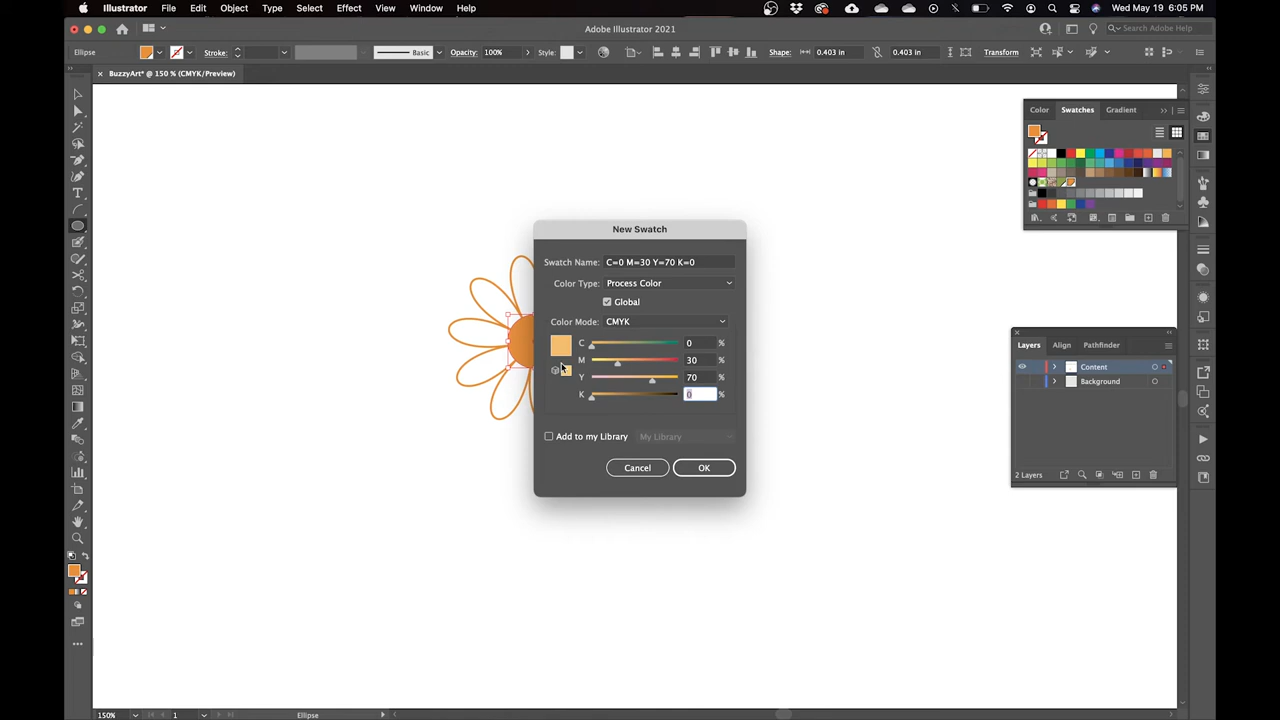 Illustrator File Edit Object Type Select Effect View Window Help Wed May 19 6:05 PM
Adobe Illustrator 2021 Search Adobe Help
Ellipse Stroke: Basic Opacity: 100% Style: Shape: 0.403 in 0.403 in Transform
× BuzzyArt* @ 150 % (CMYK/Preview)
Color Swatches Gradient
New Swatch
Swatch Name: C=0 M=30 Y=70 K=0
Color Type: Process Color
Global
Color Mode: CMYK
C 0 %
M 30 %
Y 70 %
K 0 %
Add to my Library My Library
Cancel OK
Layers Align Pathfinder
Content
Background
2 Layers
150% 1 Ellipse